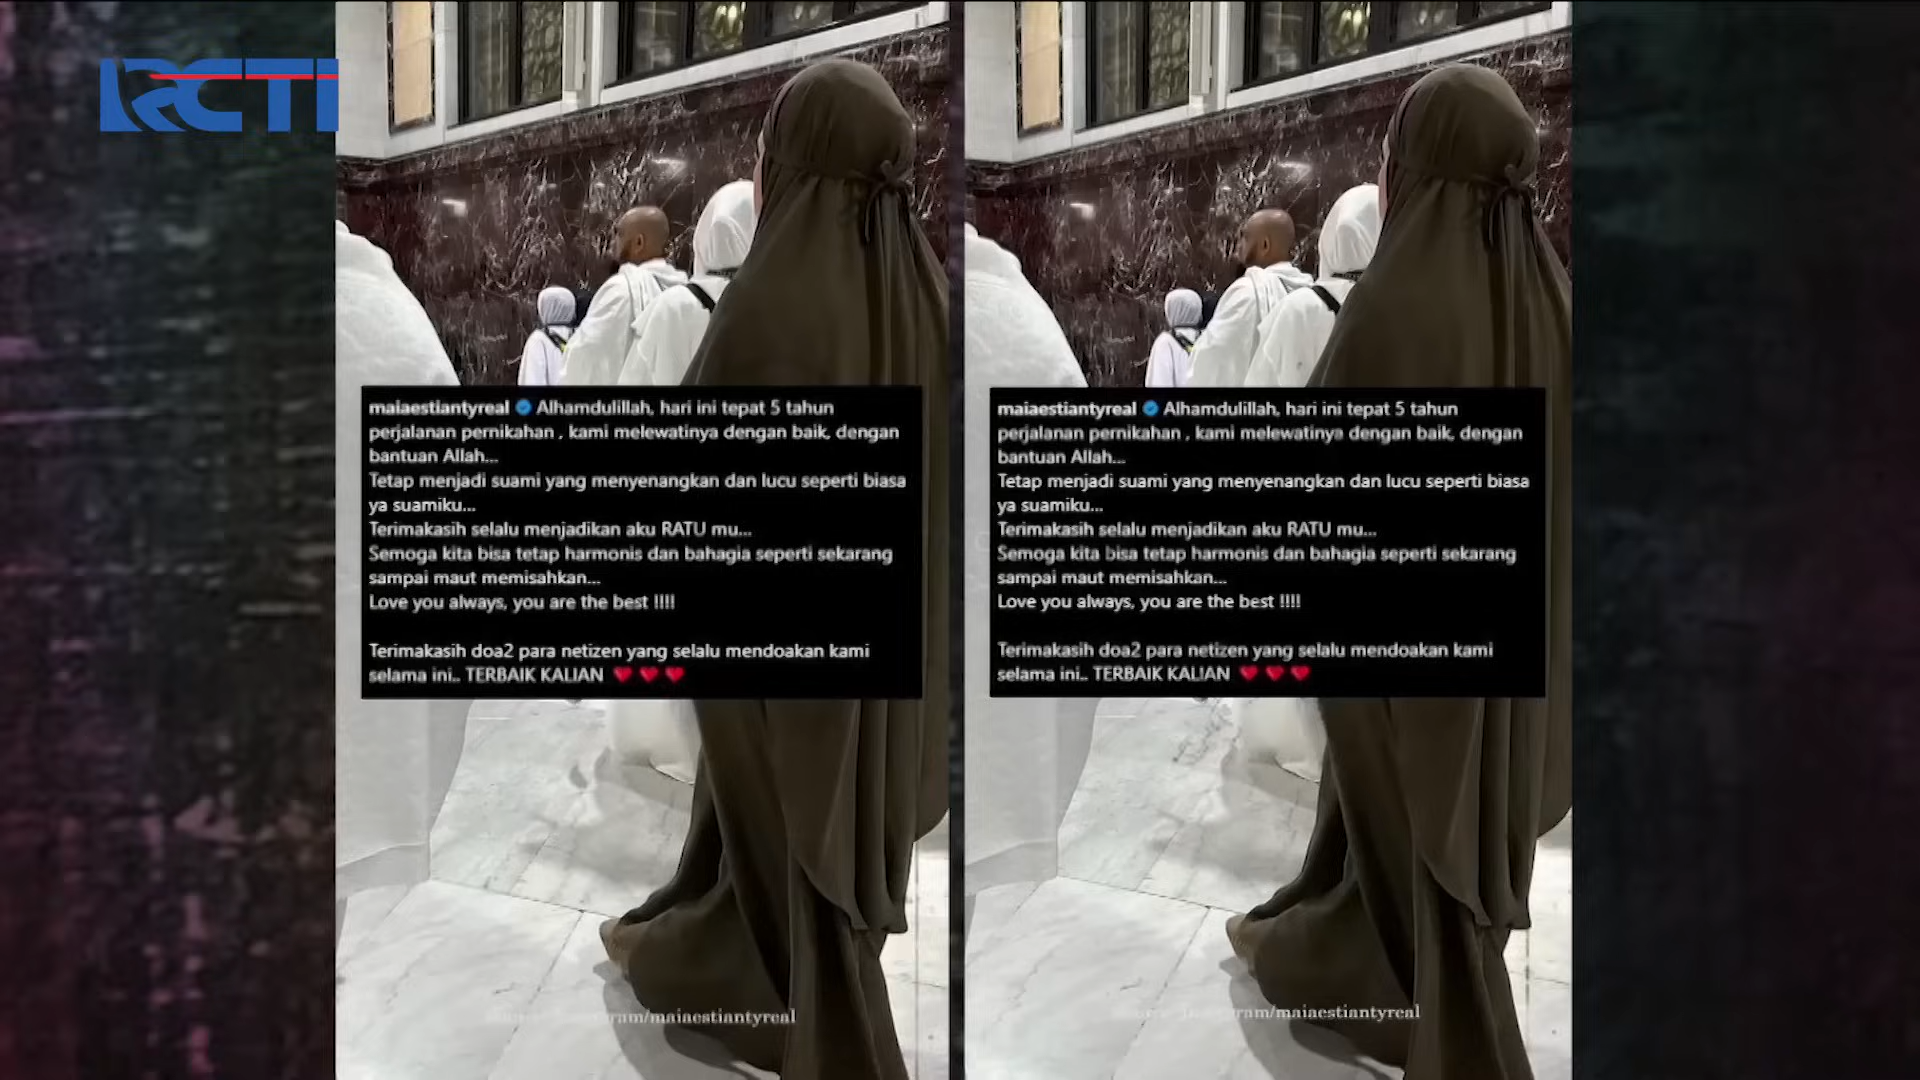 RCTI
maiaestiantyreal Alhamdulillah, hari ini tepat 5 tahun
perjalanan pernikahan , kami melewatinya dengan baik, dengan
bantuan Allah...
Tetap menjadi suami yang menyenangkan dan lucu seperti biasa
ya suamiku...
Terimakasih selalu menjadikan aku RATU mu...
Semoga kita bisa tetap harmonis dan bahagia seperti sekarang
sampai maut memisahkan...
Love you always, you are the best !!!!
Terimakasih doa2 para netizen yang selalu mendoakan kami
selama ini.. TERBAIK KALIAN ❤️ ❤️ ❤️
maiaestiantyreal Alhamdulillah, hari ini tepat 5 tahun
perjalanan pernikahan , kami melewatinya dengan baik, dengan
bantuan Allah...
Tetap menjadi suami yang menyenangkan dan lucu seperti biasa
ya suamiku...
Terimakasih selalu menjadikan aku RATU mu...
Semoga kita bisa tetap harmonis dan bahagia seperti sekarang
sampai maut memisahkan...
Love you always, you are the best !!!!
Terimakasih doa2 para netizen yang selalu mendoakan kami
selama ini.. TERBAIK KALIAN ❤️ ❤️ ❤️
/maiaestiantyreal
Instagram/maiaestiantyreal